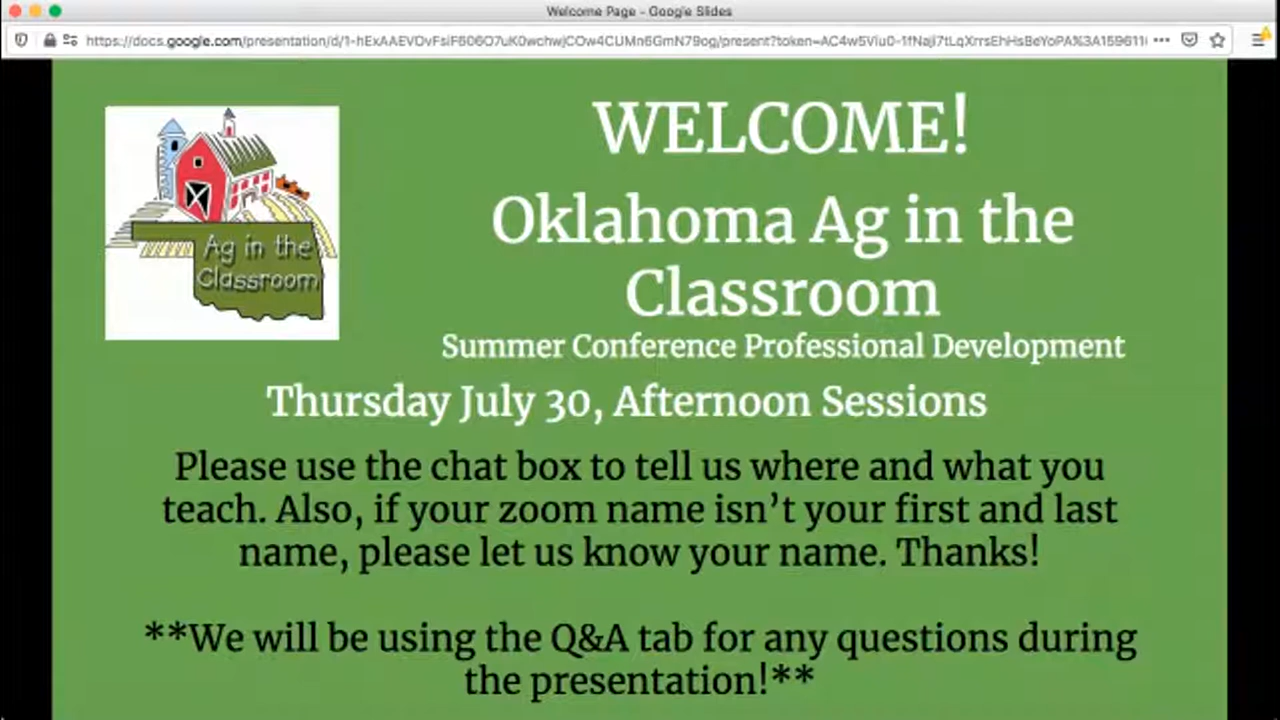 Welcome Page - Google Slides
WELCOME!
Oklahoma Ag in the
Classroom
Ag in the
Classroom
Summer Conference Professional Development
Thursday July 30, Afternoon Sessions
Please use the chat box to tell us where and what you
teach. Also, if your zoom name isn't your first and last
name, please let us know your name. Thanks!
**We will be using the Q&A tab for any questions during
the presentation!**